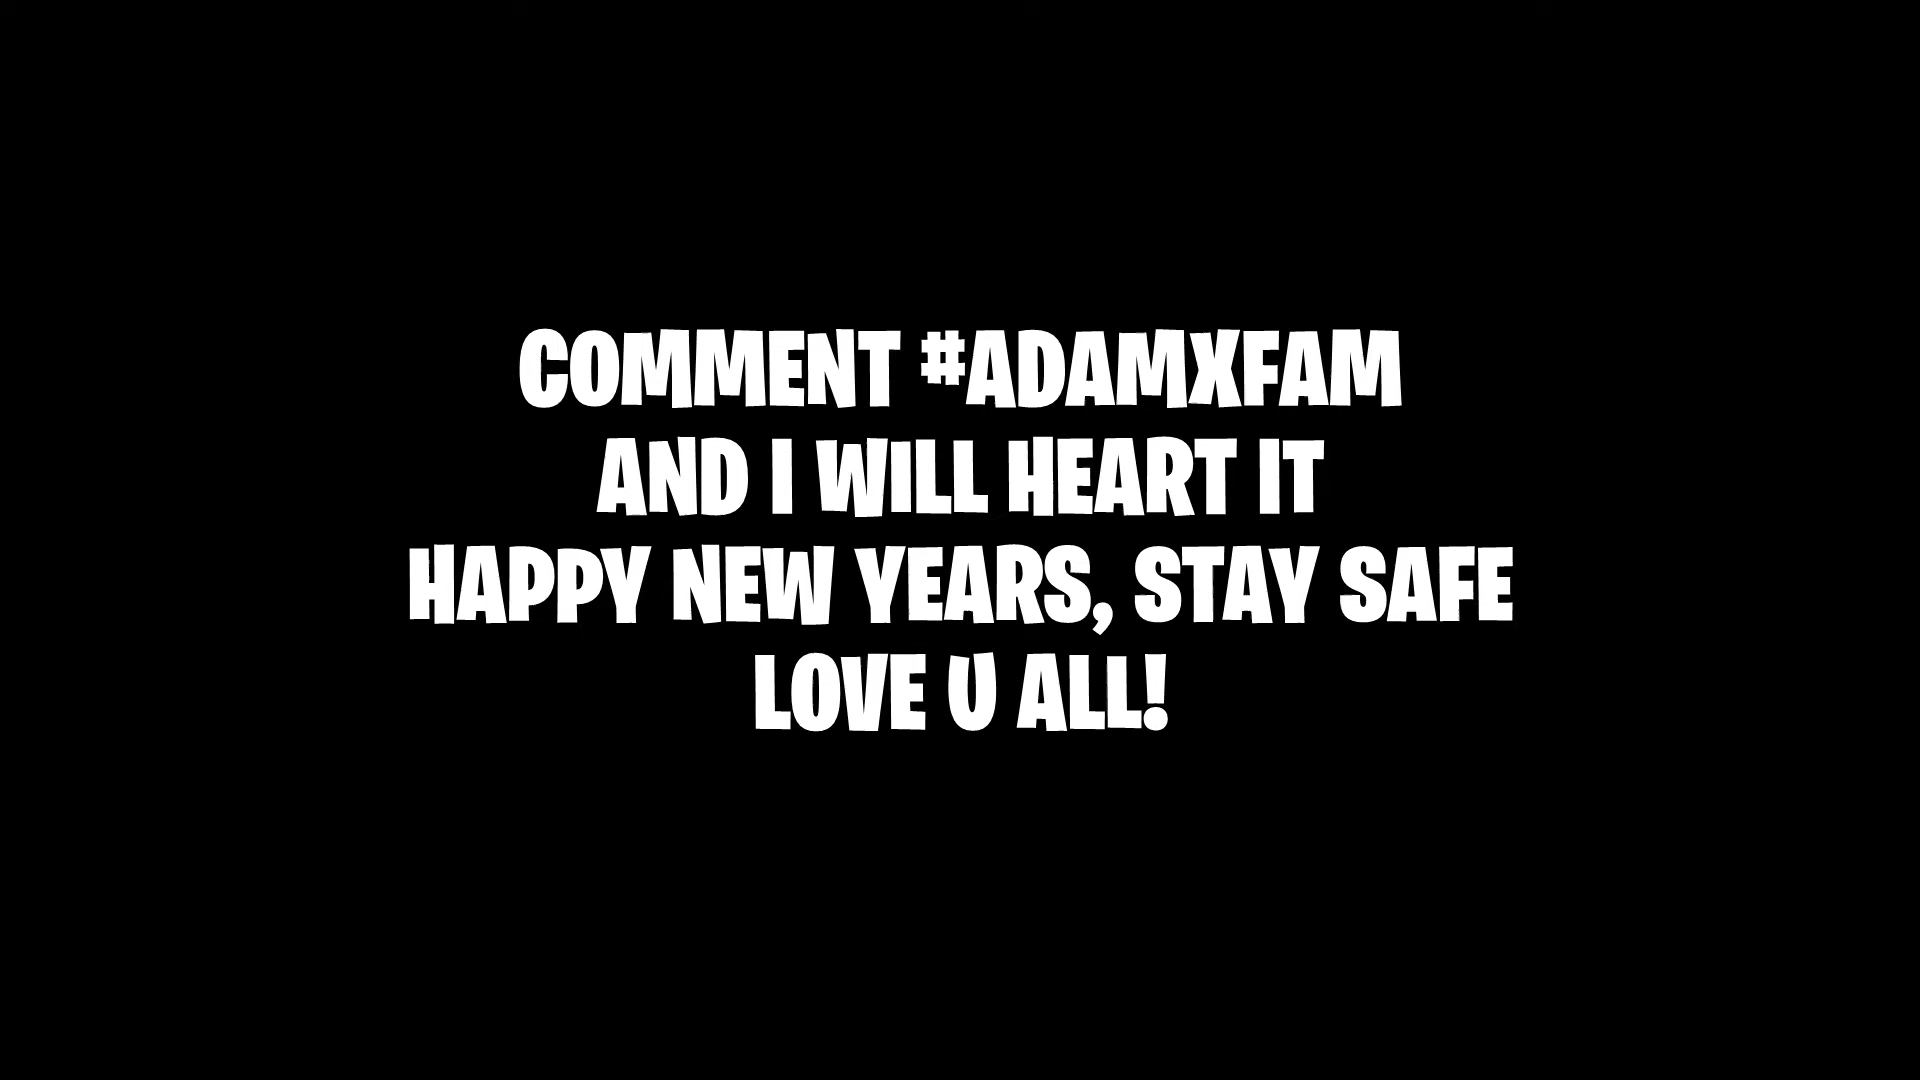 COMMENT #ADAMXFAM
AND I WILL HEART IT
HAPPY NEW YEARS, STAY SAFE
LOVE U ALL!